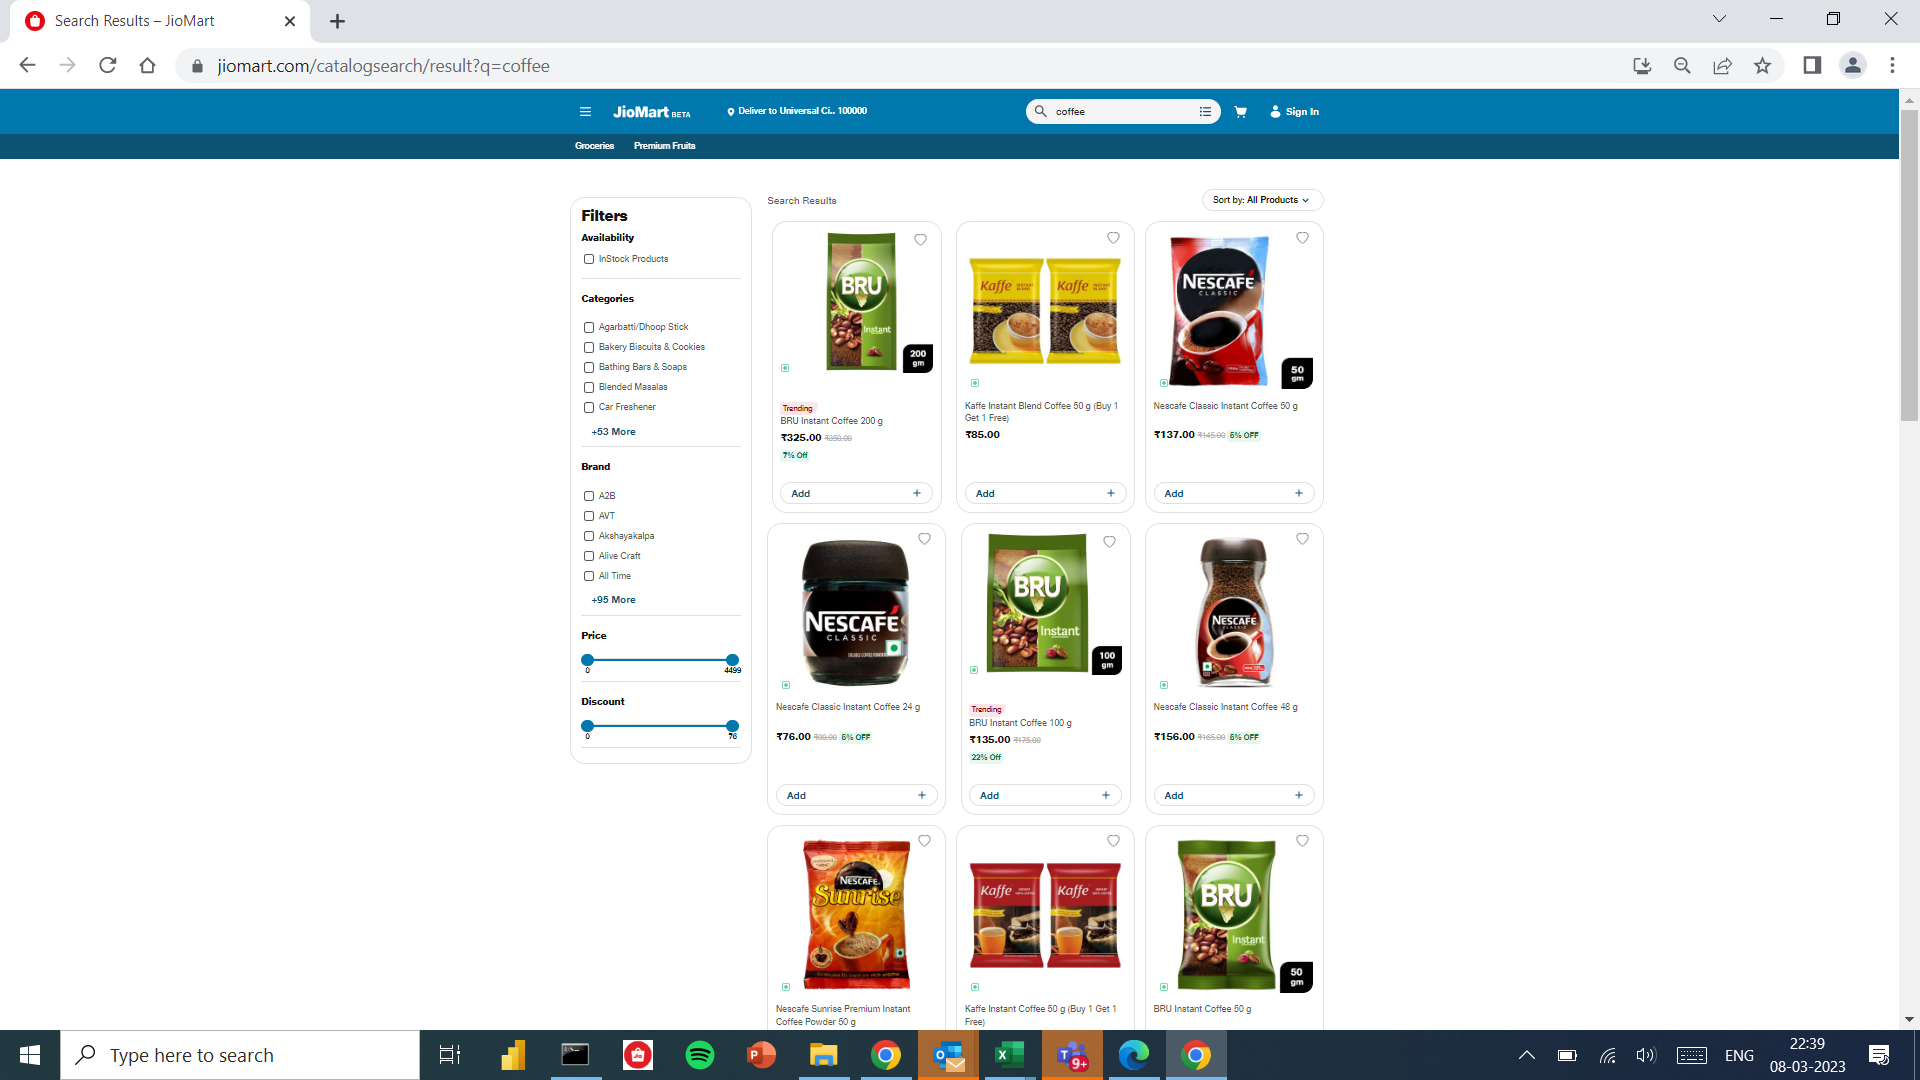 Search Results – JioMart
jiomart.com/catalogsearch/result?q=coffee
JioMart BETA
Deliver to Universal Ci.. 100000
coffee
Sign In
Groceries Premium Fruits
Filters
Availability
InStock Products
Categories
Agarbatti/Dhoop Stick
Bakery Biscuits & Cookies
Bathing Bars & Soaps
Blended Masalas
Car Freshener
+53 More
Brand
A2B
AVT
Akshayakalpa
Alive Craft
All Time
+95 More
Price
0 4499
Discount
0 76
Search Results
Sort by: All Products
BRU
Instant
200
gm
Trending
BRU Instant Coffee 200 g
₹325.00 ₹350.00
7% Off
Add +
Kaffe INSTANT BLEND
Kaffe INSTANT
Kaffe Instant Blend Coffee 50 g (Buy 1
Get 1 Free)
₹85.00
Add +
NESCAFÉ
CLASSIC
50
gm
Nescafe Classic Instant Coffee 50 g
₹137.00 ₹145.00 5% OFF
Add +
NESCAFÉ
CLASSIC
Nescafe Classic Instant Coffee 24 g
₹76.00 ₹80.00 5% OFF
Add +
BRU
Instant
100
gm
Trending
BRU Instant Coffee 100 g
₹135.00 ₹175.00
22% Off
Add +
NESCAFÉ
CLASSIC
Nescafe Classic Instant Coffee 48 g
₹156.00 ₹165.00 5% OFF
Add +
NESCAFÉ
Sunrise
Nescafe Sunrise Premium Instant
Coffee Powder 50 g
Kaffe
Kaffe
Kaffe Instant Coffee 50 g (Buy 1 Get 1
Free)
BRU
Instant
50
gm
BRU Instant Coffee 50 g
Type here to search
9+
ENG
22:39
08-03-2023